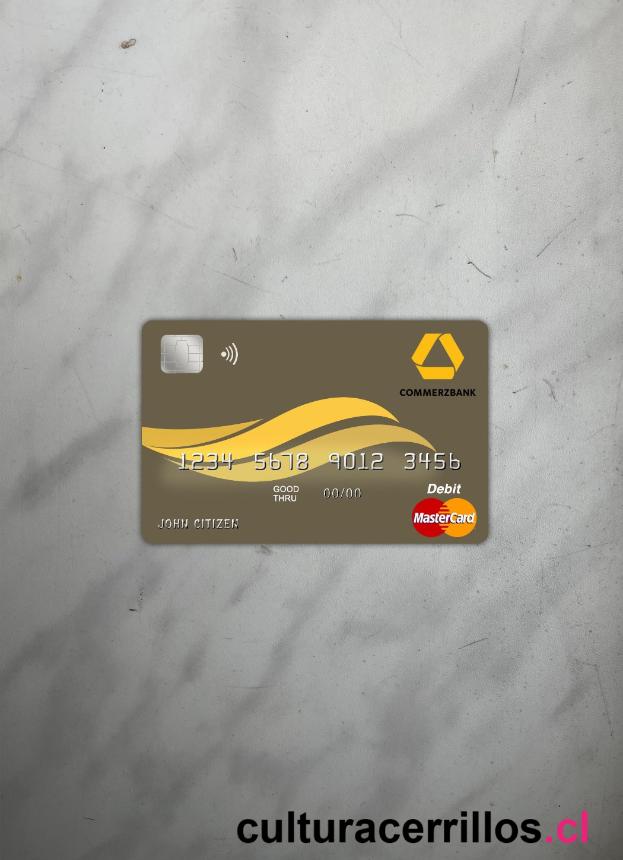 COMMERZBANK
1234 5678 9012 3456
GOOD
THRU
00/00
Debit
MasterCard
JOHN CITIZEN
culturacerrillos.cl